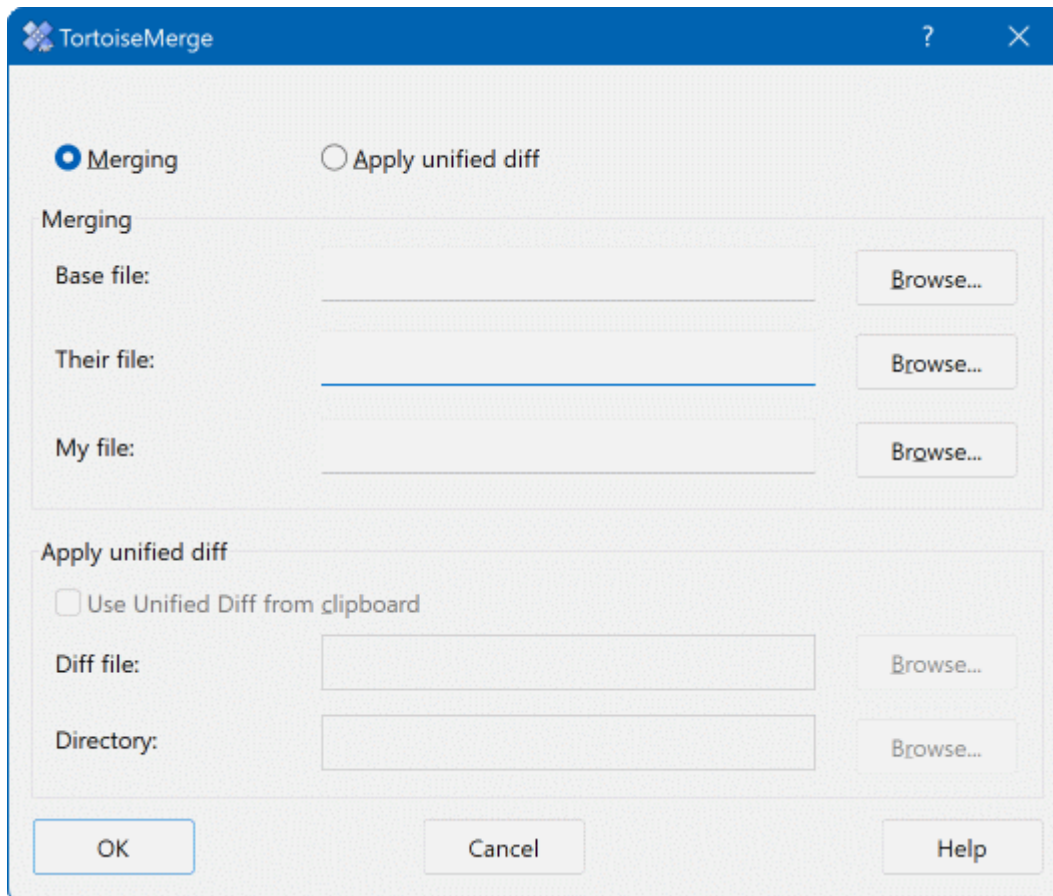 TortoiseMerge ?
Merging Apply unified diff
Merging
Base file: Browse...
Their file: Browse...
My file: Browse...
Apply unified diff
Use Unified Diff from clipboard
Diff file: Browse...
Directory: Browse...
OK Cancel Help